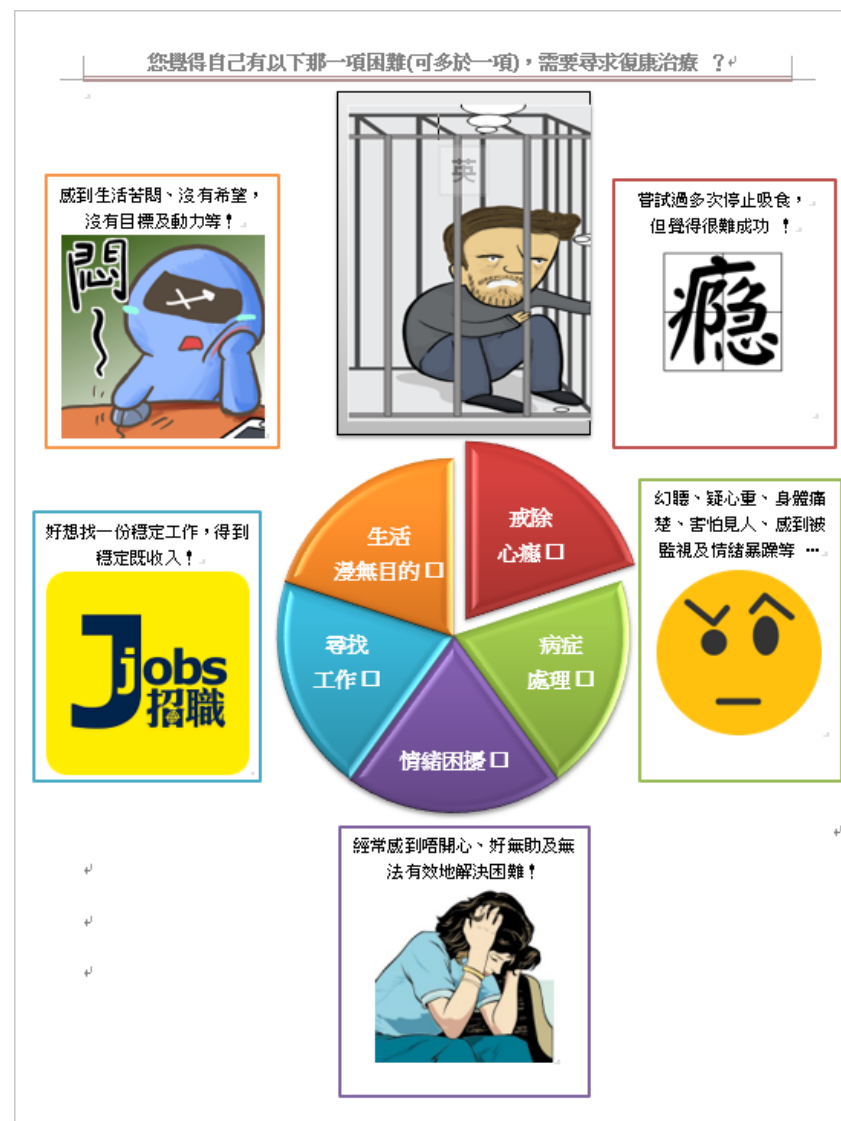 您覺得自己有以下那一項困難(可多於一項)，需要尋求復康治療 ？
英
感到生活苦悶、沒有希望，
沒有目標及動力等！
悶
嘗試過多次停止吸食，
但覺得很難成功 ！
瘾
生活
漫無目的☐
戒除
心癮☐
尋找
工作☐
病症
處理☐
情緒困擾☐
好想找一份穩定工作，得到
穩定既收入！
Jjobs
招職
幻聽、疑心重、身體痛
楚、害怕見人、感到被
監視及情緒暴躁等 …
經常感到唔開心、好無助及無
法有效地解決困難！